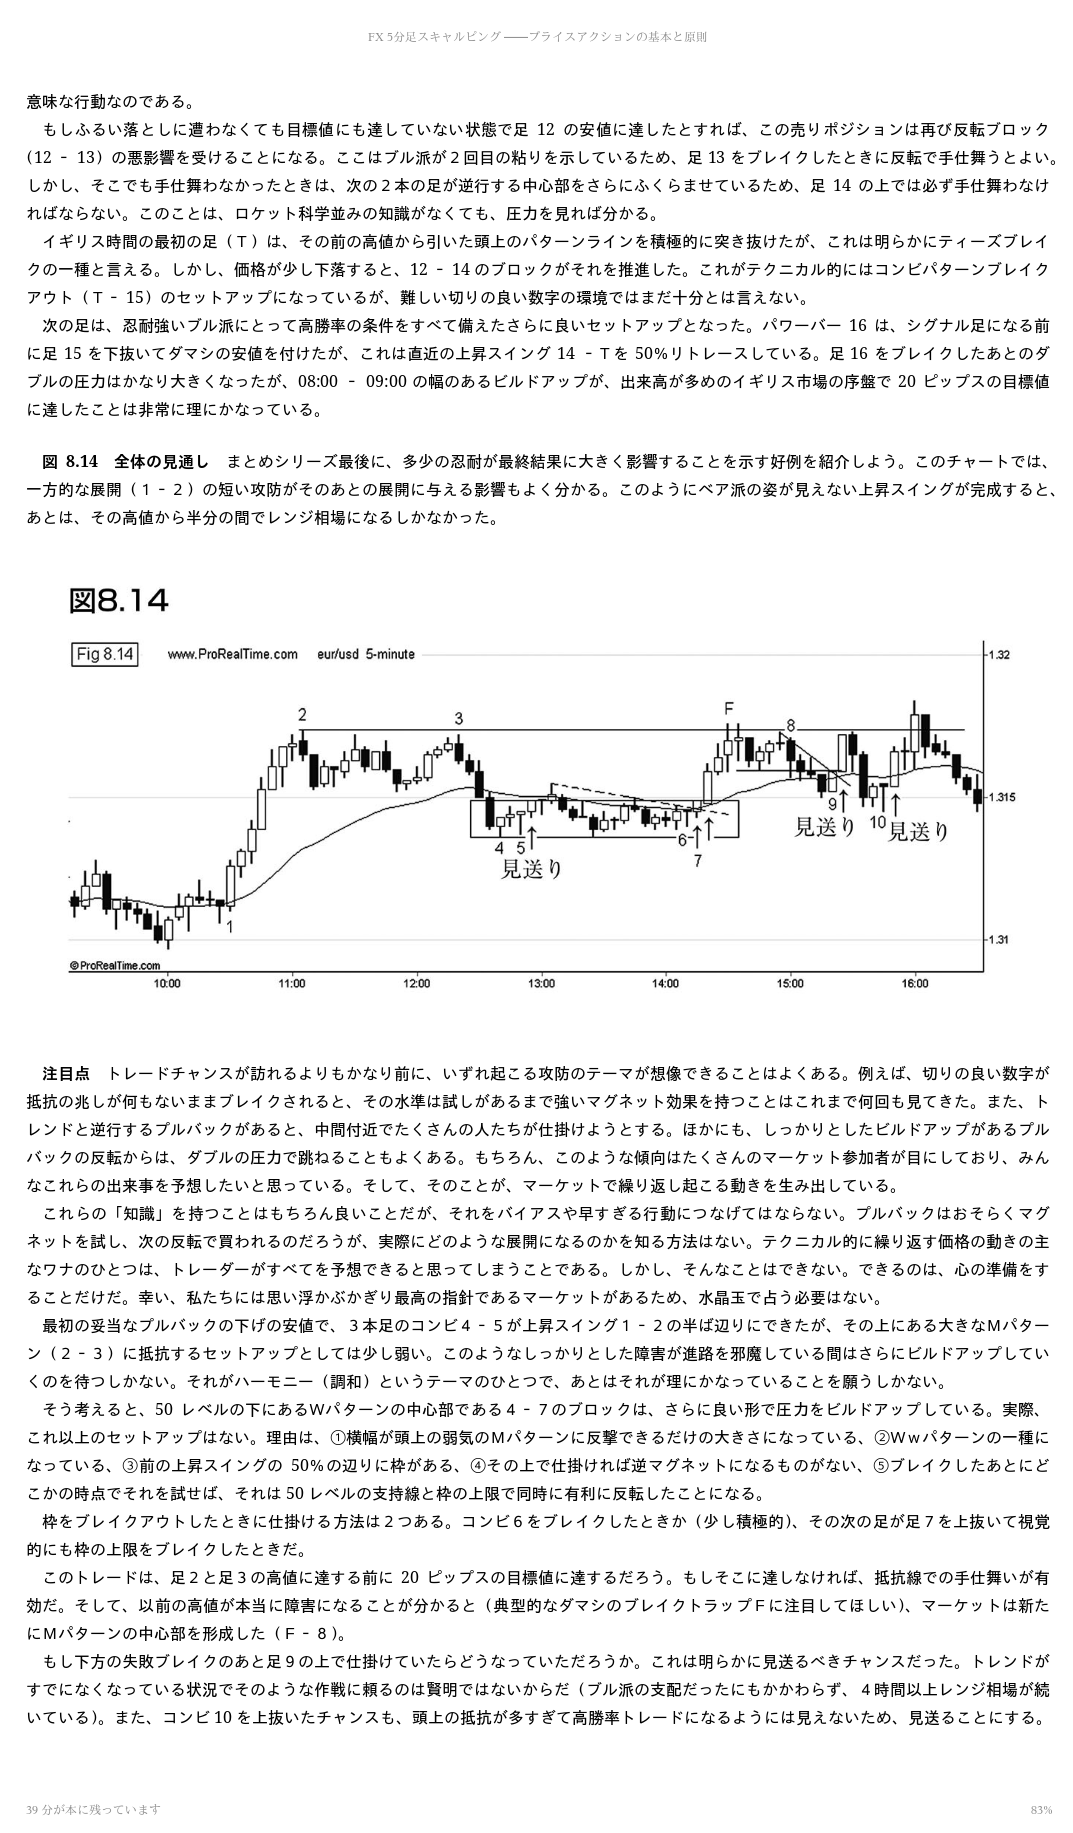 FX 5分足スキャルピング ――プライスアクションの基本と原則
意味な行動なのである。
もしふるい落としに遭わなくても目標値にも達していない状態で足 12 の安値に達したとすれば、この売りポジションは再び反転ブロック
(12 - 13) の悪影響を受けることになる。ここはブル派が２回目の粘りを示しているため、足 13 をブレイクしたときに反転で手仕舞うとよい。
しかし、そこでも手仕舞わなかったときは、次の２本の足が逆行する中心部をさらにふくらませているため、足 14 の上では必ず手仕舞わなけ
ればならない。このことは、ロケット科学並みの知識がなくても、圧力を見れば分かる。
イギリス時間の最初の足（Ｔ）は、その前の高値から引いた頭上のパターンラインを積極的に突き抜けたが、これは明らかにティーズブレイ
クの一種と言える。しかし、価格が少し下落すると、12 - 14 のブロックがそれを推進した。これがテクニカル的にはコンビパターンブレイク
アウト（Ｔ - 15）のセットアップになっているが、難しい切りの良い数字の環境ではまだ十分とは言えない。
次の足は、忍耐強いブル派にとって高勝率の条件をすべて備えたさらに良いセットアップとなった。パワーバー 16 は、シグナル足になる前
に足 15 を下抜いてダマシの安値を付けたが、これは直近の上昇スイング 14 - Ｔを 50%リトレースしている。足 16 をブレイクしたあとのダ
ブルの圧力はかなり大きくなったが、08:00 - 09:00 の幅のあるビルドアップが、出来高が多めのイギリス市場の序盤で 20 ピップスの目標値
に達したことは非常に理にかなっている。
図 8.14　全体の見通し　まとめシリーズ最後に、多少の忍耐が最終結果に大きく影響することを示す好例を紹介しよう。このチャートでは、
一方的な展開（１ - ２）の短い攻防がそのあとの展開に与える影響もよく分かる。このようにベア派の姿が見えない上昇スイングが完成すると、
あとは、その高値から半分の間でレンジ相場になるしかなかった。
図8.14
Fig 8.14　www.ProRealTime.com　eur/usd 5-minute
1.32
2
3
F
8
1.315
9
見送り
10
見送り
4
5
見送り
6
7
1
1.31
©ProRealTime.com
10:00 11:00 12:00 13:00 14:00 15:00 16:00
注目点　トレードチャンスが訪れるよりもかなり前に、いずれ起こる攻防のテーマが想像できることはよくある。例えば、切りの良い数字が
抵抗の兆しが何もないままブレイクされると、その水準は試しがあるまで強いマグネット効果を持つことはこれまで何回も見てきた。また、ト
レンドと逆行するプルバックがあると、中間付近でたくさんの人たちが仕掛けようとする。ほかにも、しっかりとしたビルドアップがあるプル
バックの反転からは、ダブルの圧力で跳ねることもよくある。もちろん、このような傾向はたくさんのマーケット参加者が目にしており、みん
なこれらの出来事を予想したいと思っている。そして、そのことが、マーケットで繰り返し起こる動きを生み出している。
これらの「知識」を持つことはもちろん良いことだが、それをバイアスや早すぎる行動につなげてはならない。プルバックはおそらくマグ
ネットを試し、次の反転で買われるのだろうが、実際にどのような展開になるのかを知る方法はない。テクニカル的に繰り返す価格の動きの主
なワナのひとつは、トレーダーがすべてを予想できると思ってしまうことである。しかし、そんなことはできない。できるのは、心の準備をす
ることだけだ。幸い、私たちには思い浮かぶかぎり最高の指針であるマーケットがあるため、水晶玉で占う必要はない。
最初の妥当なプルバックの下げの安値で、３本足のコンビ４ - ５が上昇スイング１ - ２の半ば辺りにできたが、その上にある大きなＭパター
ン（２ - ３）に抵抗するセットアップとしては少し弱い。このようなしっかりとした障害が進路を邪魔している間はさらにビルドアップしてい
くのを待つしかない。それがハーモニー（調和）というテーマのひとつで、あとはそれが理にかなっていることを願うしかない。
そう考えると、50 レベルの下にあるＷパターンの中心部である４ - ７のブロックは、さらに良い形で圧力をビルドアップしている。実際、
これ以上のセットアップはない。理由は、①横幅が頭上の弱気のＭパターンに反撃できるだけの大きさになっている、②Ｗｗパターンの一種に
なっている、③前の上昇スイングの 50%の辺りに枠がある、④その上で仕掛ければ逆マグネットになるものがない、⑤ブレイクしたあとにど
こかの時点でそれを試せば、それは 50 レベルの支持線と枠の上限で同時に有利に反転したことになる。
枠をブレイクアウトしたときに仕掛ける方法は２つある。コンビ６をブレイクしたときか（少し積極的）、その次の足が足７を上抜いて視覚
的にも枠の上限をブレイクしたときだ。
このトレードは、足２と足３の高値に達する前に 20 ピップスの目標値に達するだろう。もしそこに達しなければ、抵抗線での手仕舞いが有
効だ。そして、以前の高値が本当に障害になることが分かると（典型的なダマシのブレイクトラップＦに注目してほしい）、マーケットは新た
にＭパターンの中心部を形成した（Ｆ - ８）。
もし下方の失敗ブレイクのあと足９の上で仕掛けていたらどうなっていただろうか。これは明らかに見送るべきチャンスだった。トレンドが
すでになくなっている状況でそのような作戦に頼るのは賢明ではないからだ（ブル派の支配だったにもかかわらず、４時間以上レンジ相場が続
いている）。また、コンビ 10 を上抜いたチャンスも、頭上の抵抗が多すぎて高勝率トレードになるようには見えないため、見送ることにする。
39 分が本に残っています
83%